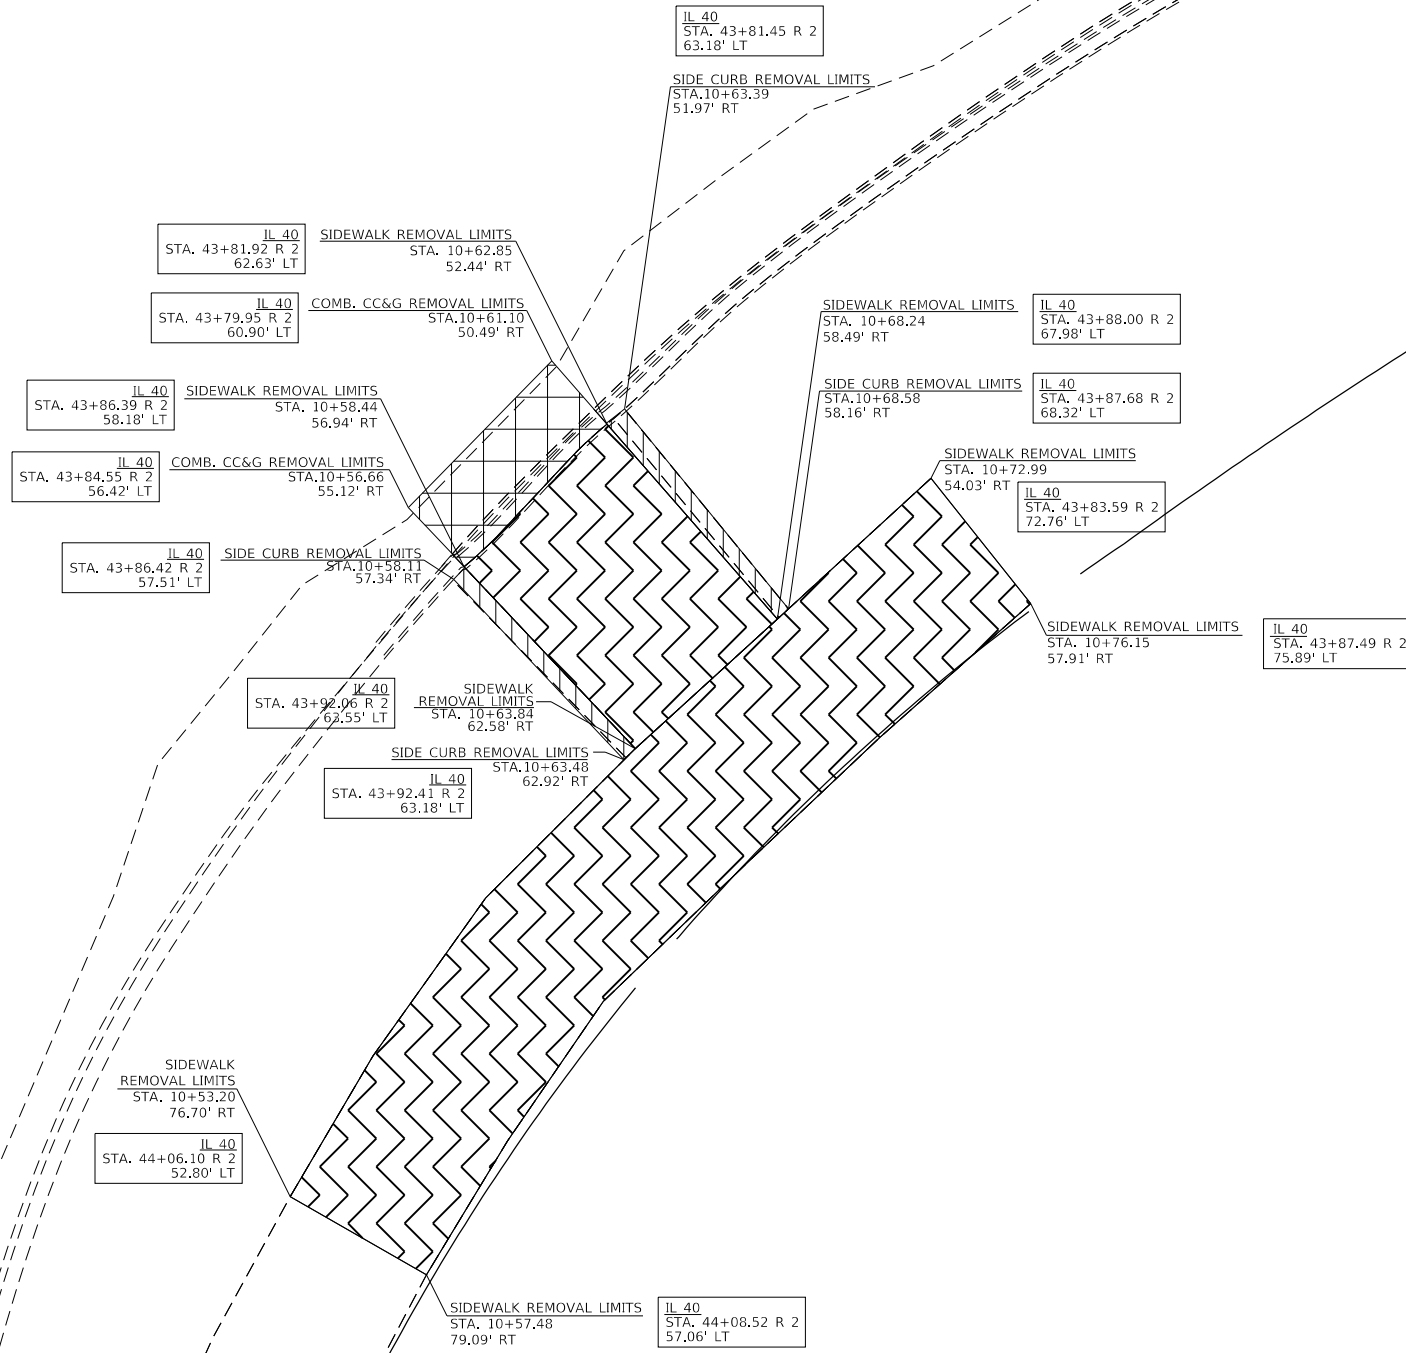 IL 40
STA. 43+81.45 R 2
63.18' LT
SIDE CURB REMOVAL LIMITS
STA.10+63.39
51.97' RT
IL 40
STA. 43+81.92 R 2
62.63' LT
SIDEWALK REMOVAL LIMITS
STA. 10+62.85
52.44' RT
IL 40
STA. 43+79.95 R 2
60.90' LT
COMB. CC&G REMOVAL LIMITS
STA.10+61.10
50.49' RT
SIDEWALK REMOVAL LIMITS
STA. 10+68.24
58.49' RT
IL 40
STA. 43+88.00 R 2
67.98' LT
IL 40
STA. 43+86.39 R 2
58.18' LT
SIDEWALK REMOVAL LIMITS
STA. 10+58.44
56.94' RT
SIDE CURB REMOVAL LIMITS
STA.10+68.58
58.16' RT
IL 40
STA. 43+87.68 R 2
68.32' LT
IL 40
STA. 43+84.55 R 2
56.42' LT
COMB. CC&G REMOVAL LIMITS
STA.10+56.66
55.12' RT
SIDEWALK REMOVAL LIMITS
STA. 10+72.99
54.03' RT
IL 40
STA. 43+83.59 R 2
72.76' LT
IL 40
STA. 43+86.42 R 2
57.51' LT
SIDE CURB REMOVAL LIMITS
STA.10+58.11
57.34' RT
SIDEWALK REMOVAL LIMITS
STA. 10+76.15
57.91' RT
IL 40
STA. 43+87.49 R 2
75.89' LT
IL 40
STA. 43+92.06 R 2
63.55' LT
SIDEWALK
REMOVAL LIMITS
STA. 10+63.84
62.58' RT
SIDE CURB REMOVAL LIMITS
STA.10+63.48
62.92' RT
IL 40
STA. 43+92.41 R 2
63.18' LT
SIDEWALK
REMOVAL LIMITS
STA. 10+53.20
76.70' RT
IL 40
STA. 44+06.10 R 2
52.80' LT
SIDEWALK REMOVAL LIMITS
STA. 10+57.48
79.09' RT
IL 40
STA. 44+08.52 R 2
57.06' LT